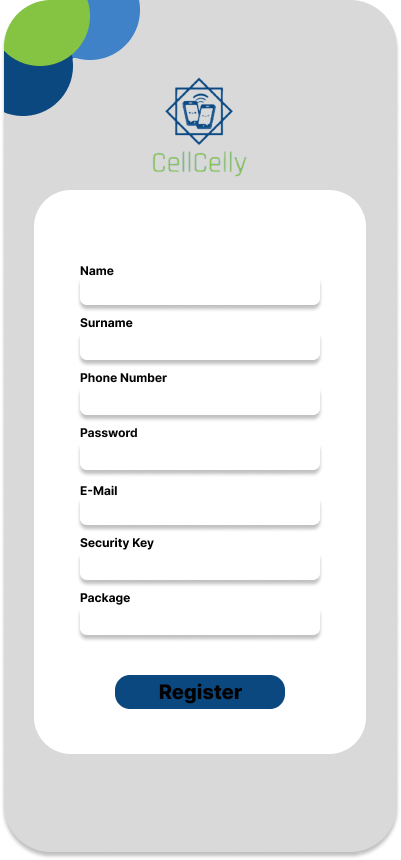 CellCelly
Name
Surname
Phone Number
Password
E-Mail
Security Key
Package
Register